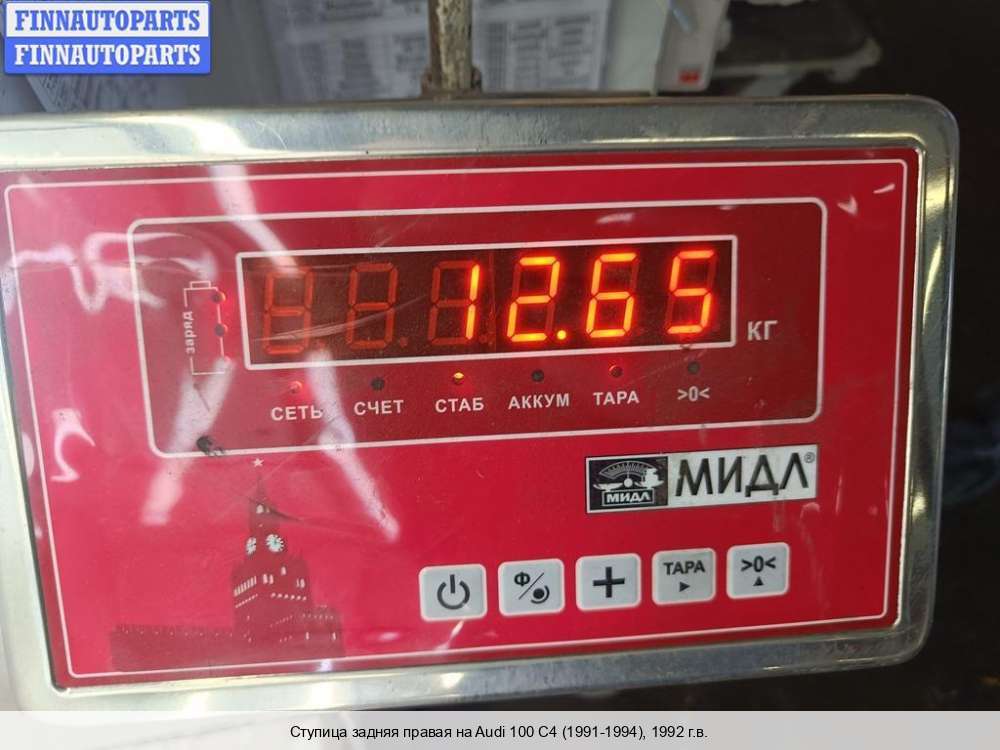 FINNAUTOPARTS
FINNAUTOPARTS
12.65
КГ
заряд
СЕТЬ СЧЕТ СТАБ АККУМ ТАРА >0<
МИДЛ МИДЛ®
Ф ТАРА >0<
Ступица задняя правая на Audi 100 C4 (1991-1994), 1992 г.в.